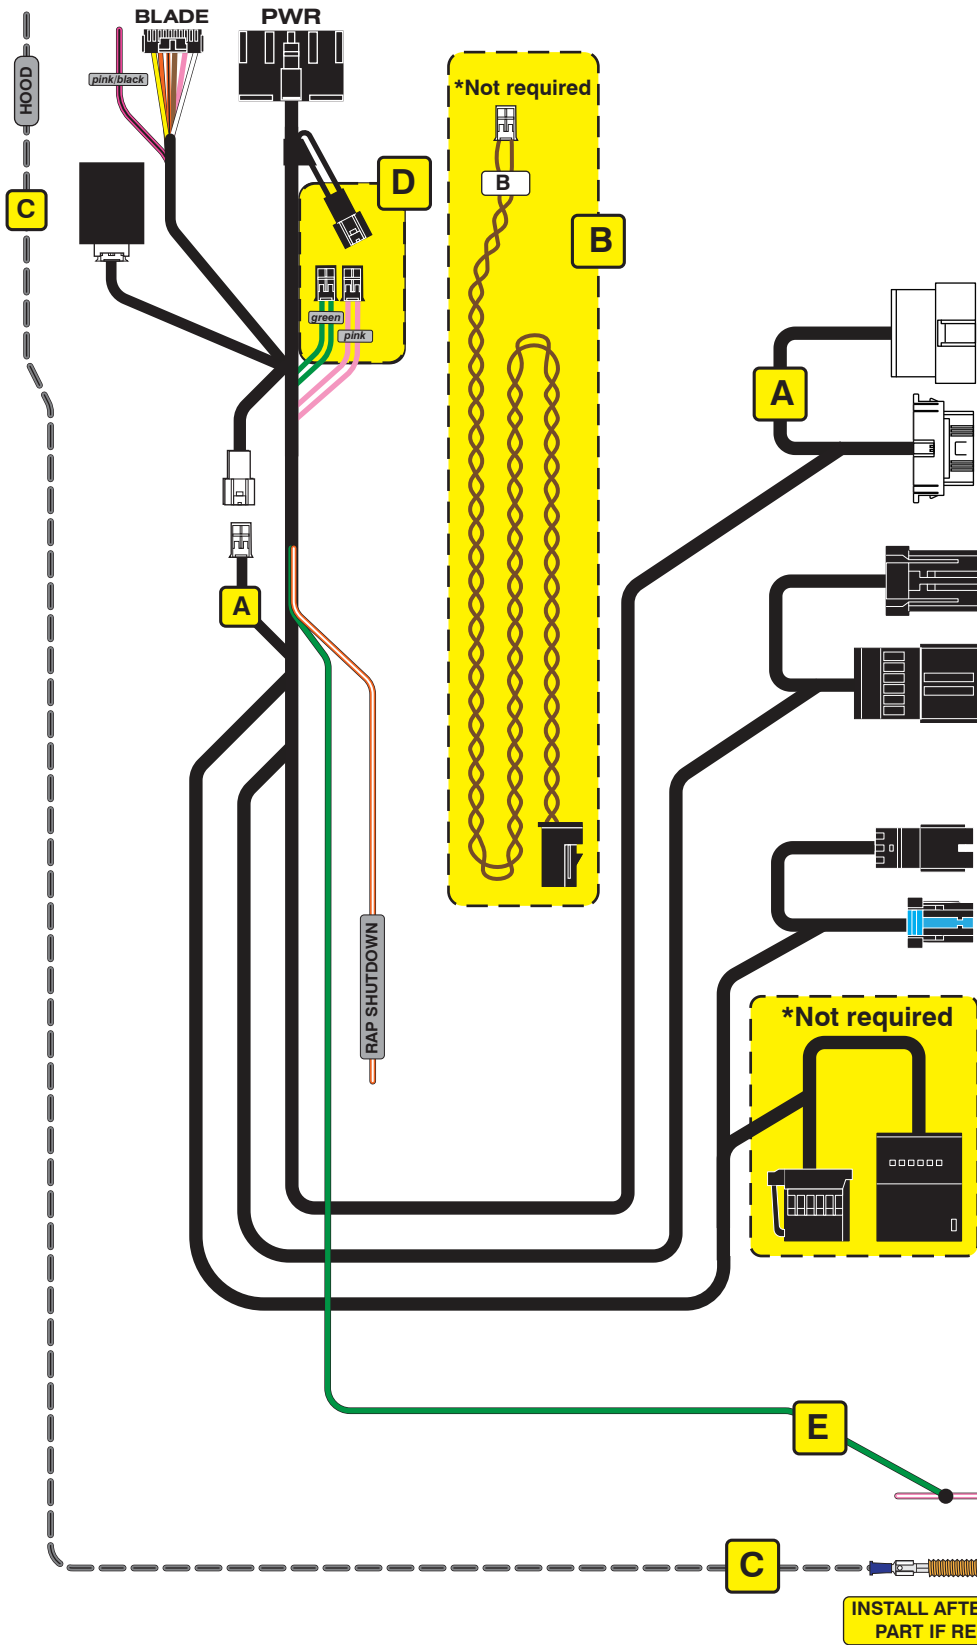 BLADE
PWR
HOOD
pink/black
*Not required
B
D
C
B
green
pink
A
A
RAP SHUTDOWN
*Not required
E
C
INSTALL AFTE
PART IF RE